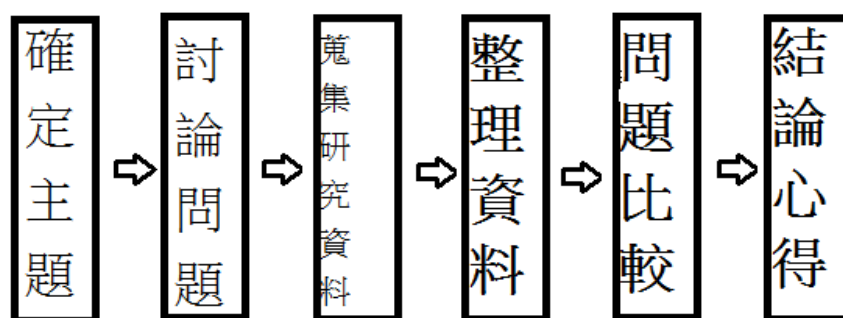 確定主題
討論問題
蒐集研究資料
整理資料
問題比較
結論心得